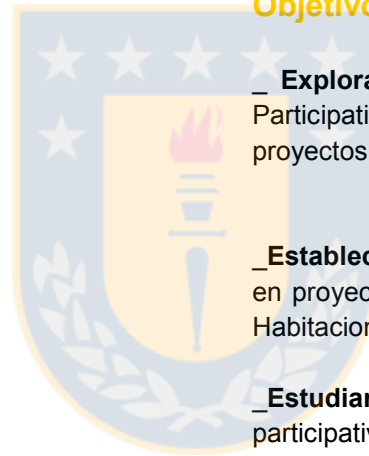 Objetivo
_ Explora
Participati
proyectos
_Establec
en proyec
Habitacion
_Estudiar
participativ